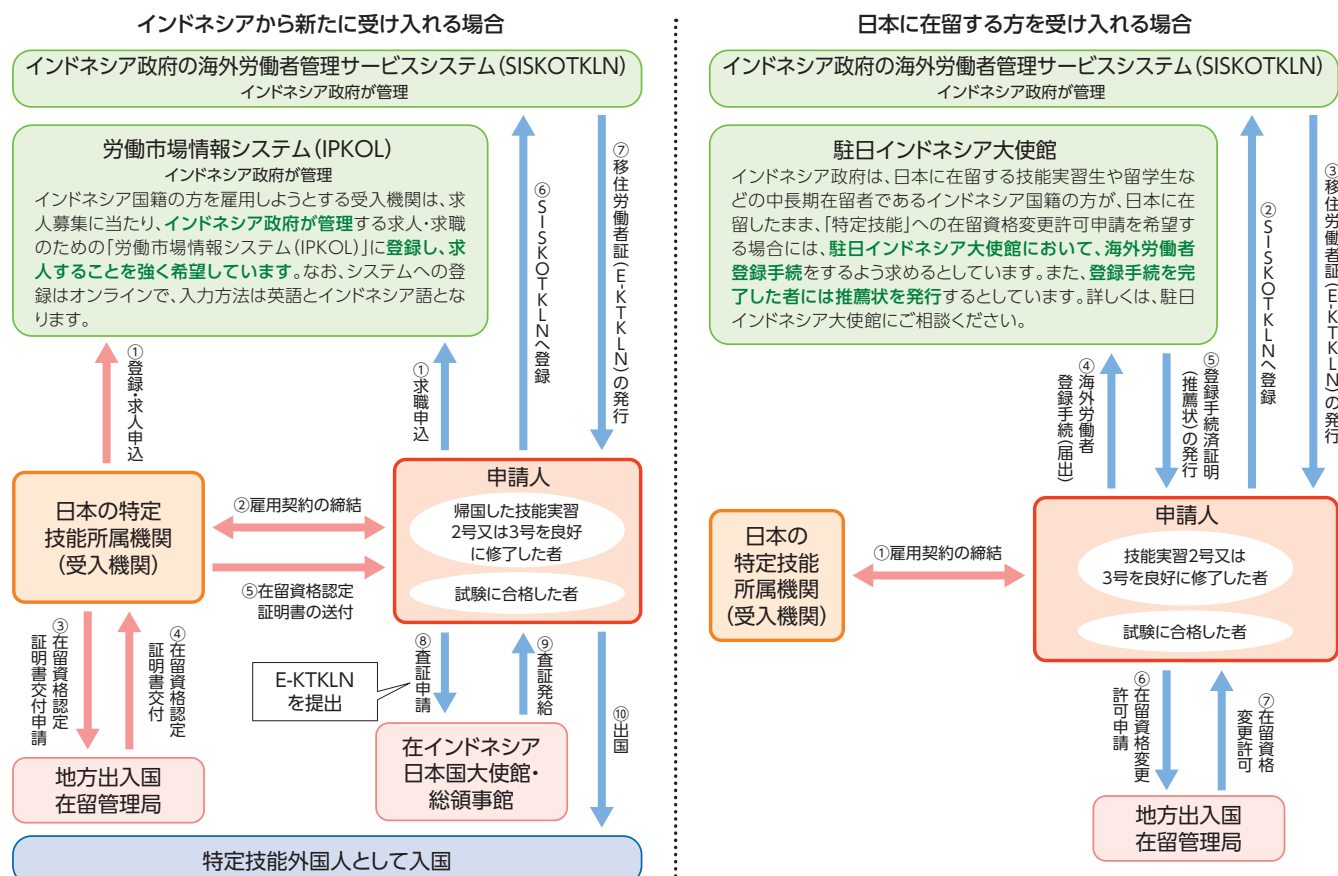 インドネシアから新たに受け入れる場合
インドネシア政府の海外労働者管理サービスシステム(SISKOTKLN)
インドネシア政府が管理
労働市場情報システム(IPKOL)
インドネシア政府が管理
インドネシア国籍の方を雇用しようとする受入機関は、求
人募集に当たり、インドネシア政府が管理する求人・求職
のための「労働市場情報システム(IPKOL)」に登録し、求
人することを強く希望しています。なお、システムへの登
録はオンラインで、入力方法は英語とインドネシア語とな
ります。
①登録・求人申込
①求職申込
⑥SISKOTKLNへ登録
⑦移住労働者証(E-KTKLN)の発行
日本の特定
技能所属機関
(受入機関)
②雇用契約の締結
⑤在留資格認定
証明書の送付
申請人
帰国した技能実習
2号又は3号を良好
に修了した者
試験に合格した者
③在留資格認定
証明書交付申請
④在留資格認定
証明書交付
E-KTKLN
を提出
⑧査証申請
⑨査証発給
⑩出国
地方出入国
在留管理局
在インドネシア
日本国大使館・
総領事館
特定技能外国人として入国
日本に在留する方を受け入れる場合
インドネシア政府の海外労働者管理サービスシステム(SISKOTKLN)
インドネシア政府が管理
駐日インドネシア大使館
インドネシア政府は、日本に在留する技能実習生や留学生な
どの中長期在留者であるインドネシア国籍の方が、日本に在
留したまま、「特定技能」への在留資格変更許可申請を希望す
る場合には、駐日インドネシア大使館において、海外労働者
登録手続をするよう求めるとしています。また、登録手続を完
了した者には推薦状を発行するとしています。詳しくは、駐日
インドネシア大使館にご相談ください。
④海外労働者
登録手続(届出)
⑤登録手続済証明
(推薦状)の発行
②SISKOTKLNへ登録
③移住労働者証(E-KTKLN)の発行
日本の
特定技能
所属機関
(受入機関)
①雇用契約の締結
申請人
技能実習2号又は
3号を良好に修了した者
試験に合格した者
⑥在留資格変更
許可申請
⑦在留資格
変更許可
地方出入国
在留管理局